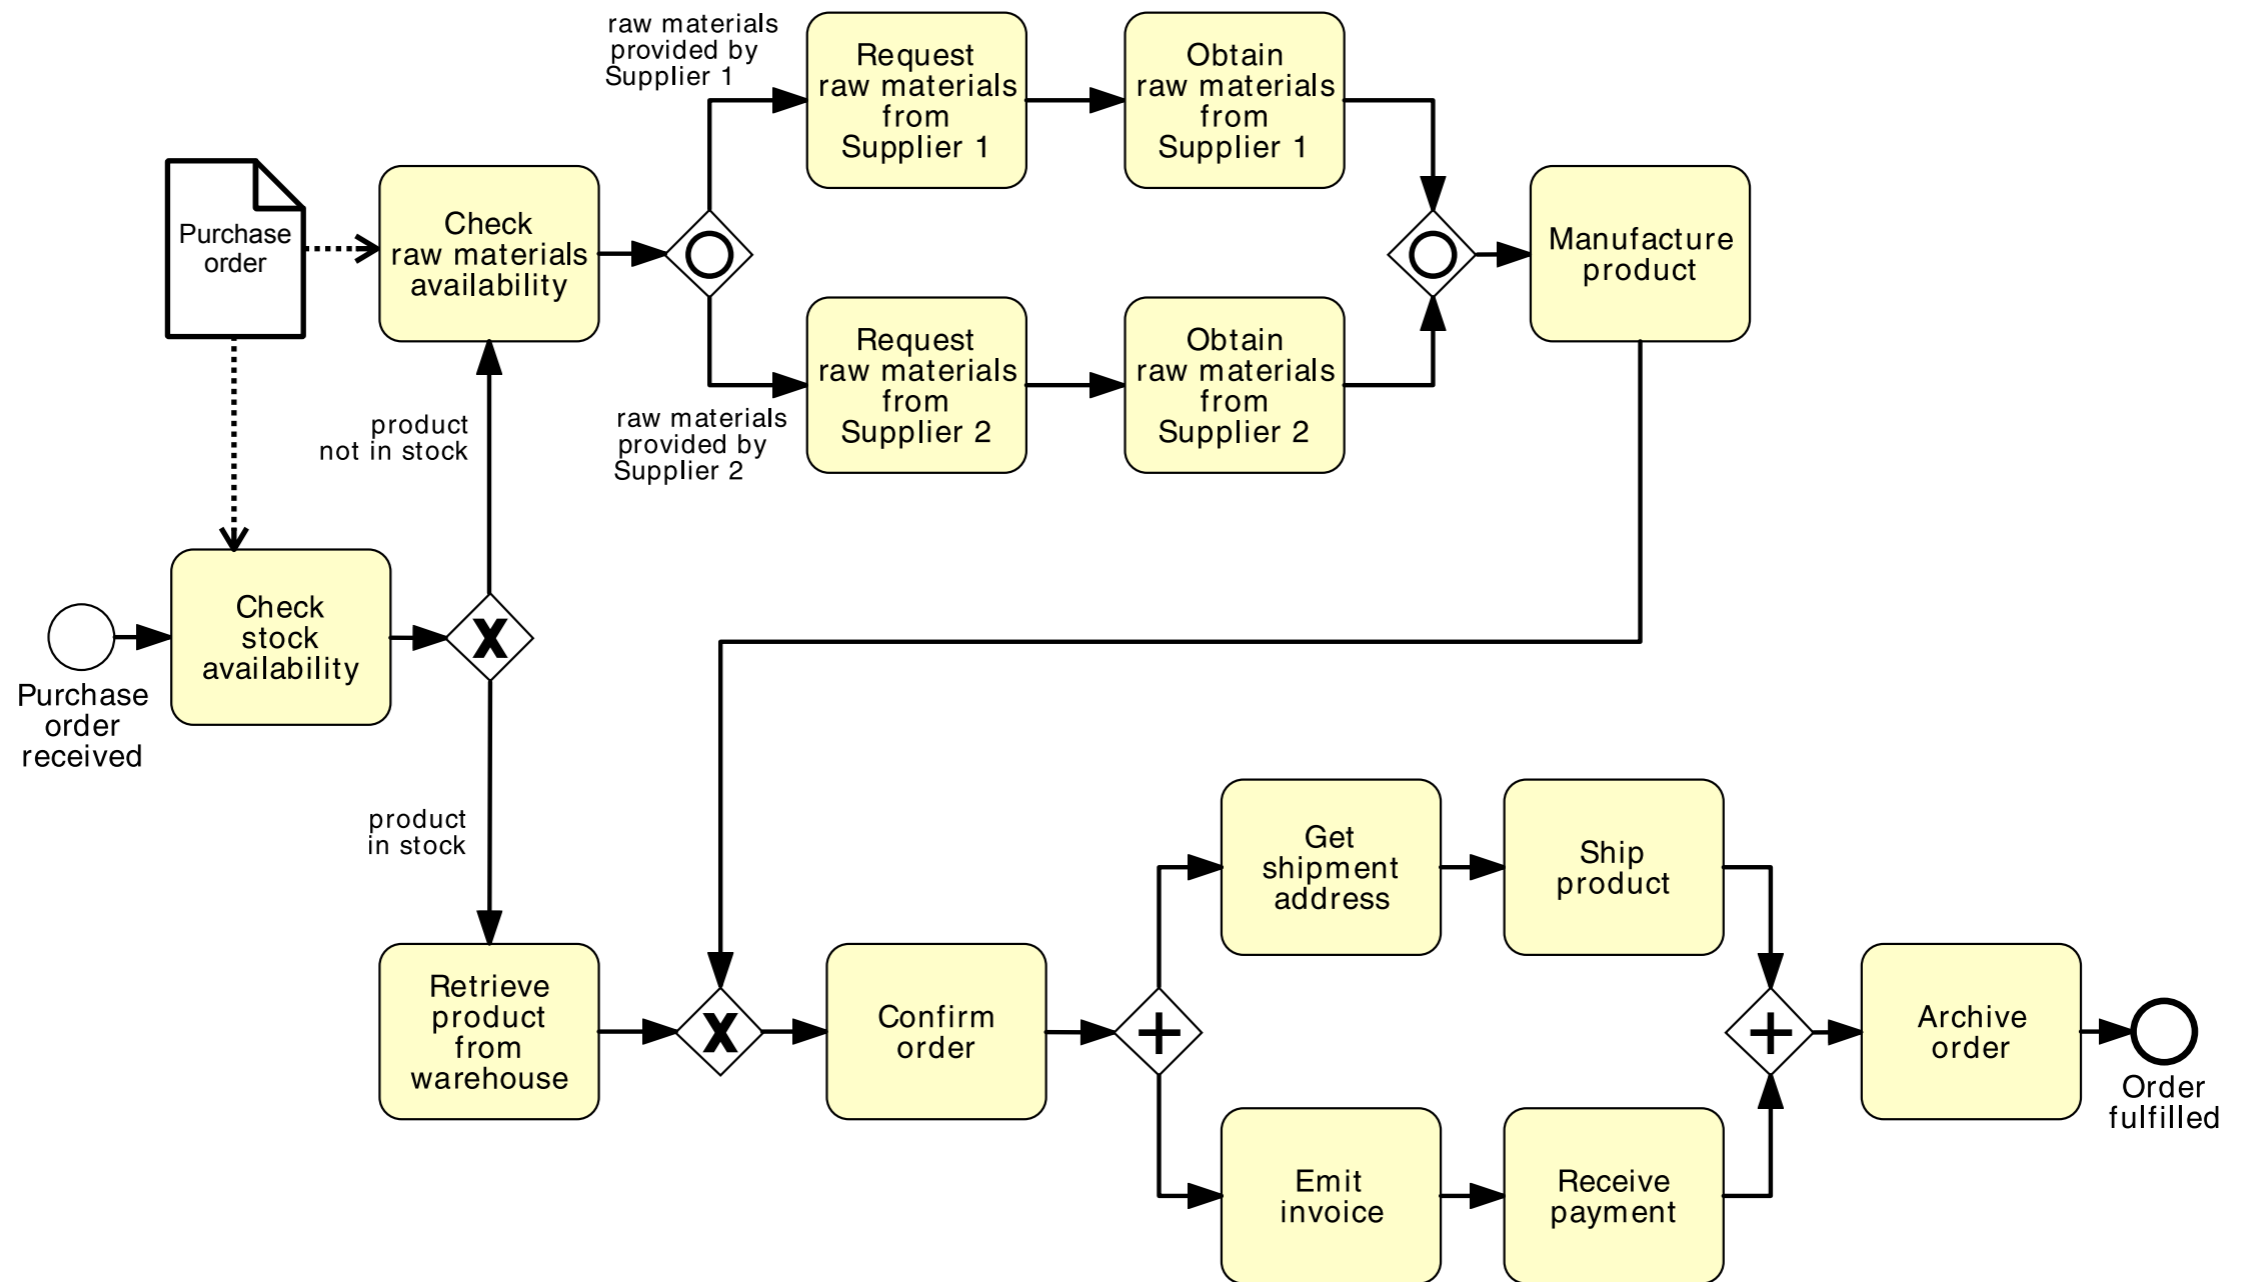 raw materials
provided by
Supplier 1
Request
raw materials
from
Supplier 1
Obtain
raw materials
from
Supplier 1
Purchase
order
Check
raw materials
availability
Manufacture
product
Request
raw materials
from
Supplier 2
Obtain
raw materials
from
Supplier 2
raw materials
provided by
Supplier 2
product
not in stock
Check
stock
availability
X
Purchase
order
received
product
in stock
Get
shipment
address
Ship
product
Retrieve
product
from
warehouse
X
Confirm
order
Archive
order
Order
fulfilled
Emit
invoice
Receive
payment